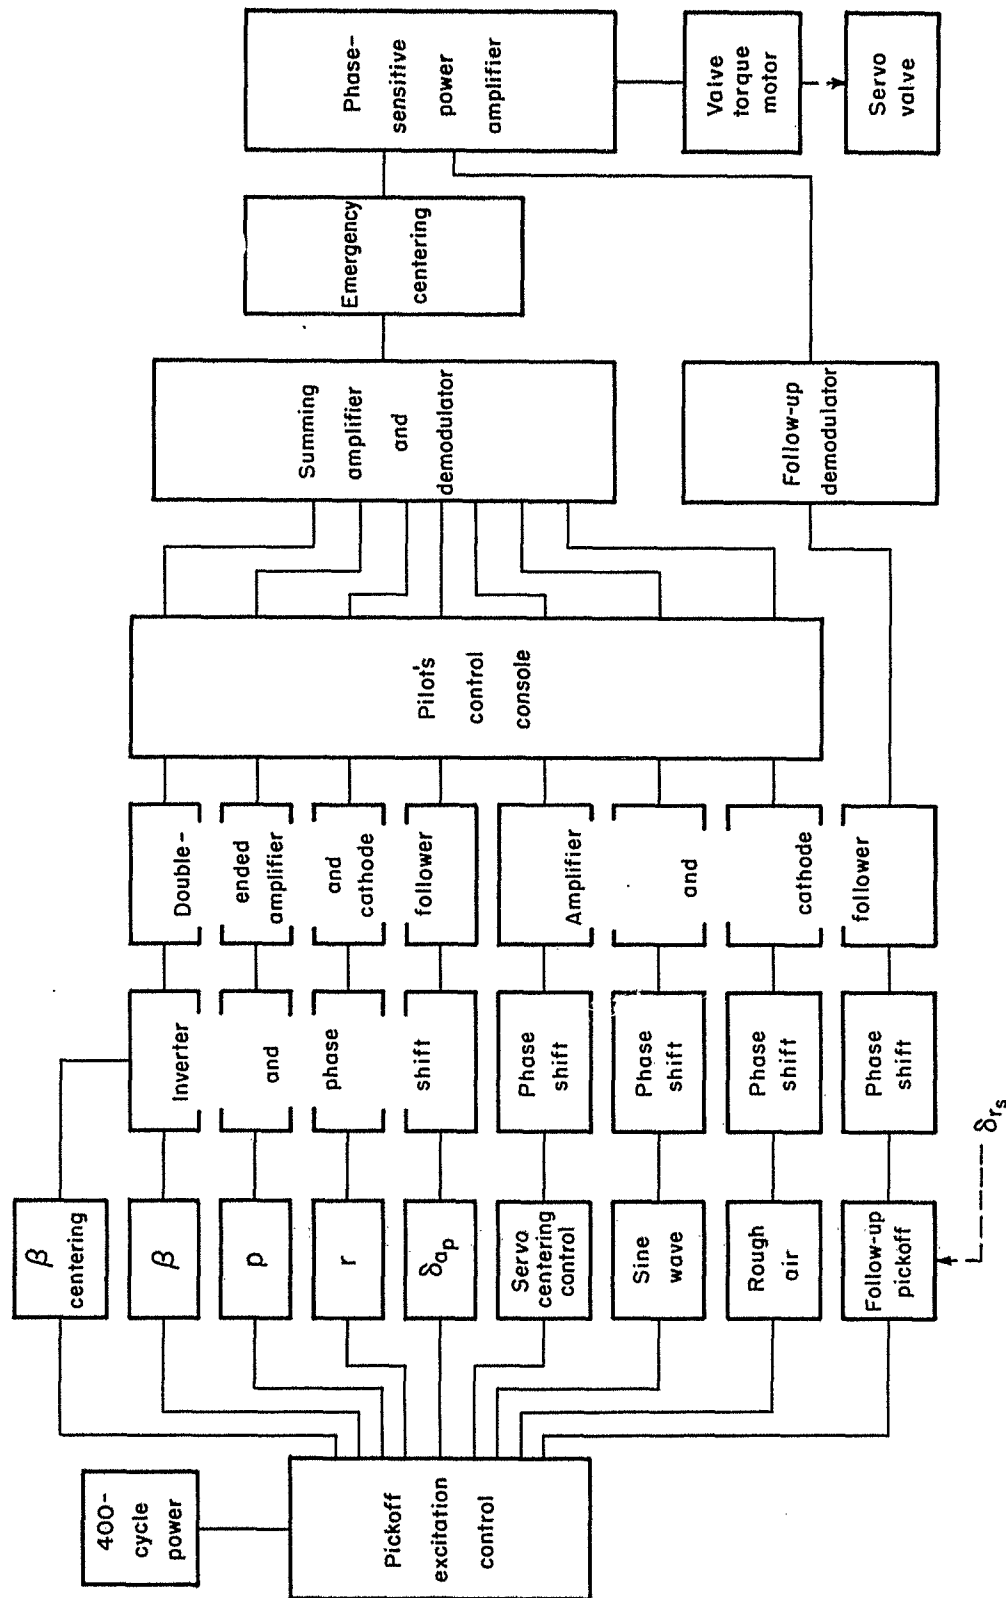 400-
cycle
power
Pickoff
excitation
control
β
centering
β
p
r
δap
Servo
centering
control
Sine
wave
Rough
air
Follow-up
pickoff
δrs
Inverter
and
phase
shift
Phase
shift
Phase
shift
Phase
shift
Phase
shift
Double-
ended
amplifier
and
cathode
follower
Amplifier
and
cathode
follower
Pilot's
control
console
Summing
amplifier
and
demodulator
Follow-up
demodulator
Emergency
centering
Phase-
sensitive
power
amplifier
Valve
torque
motor
Servo
valve